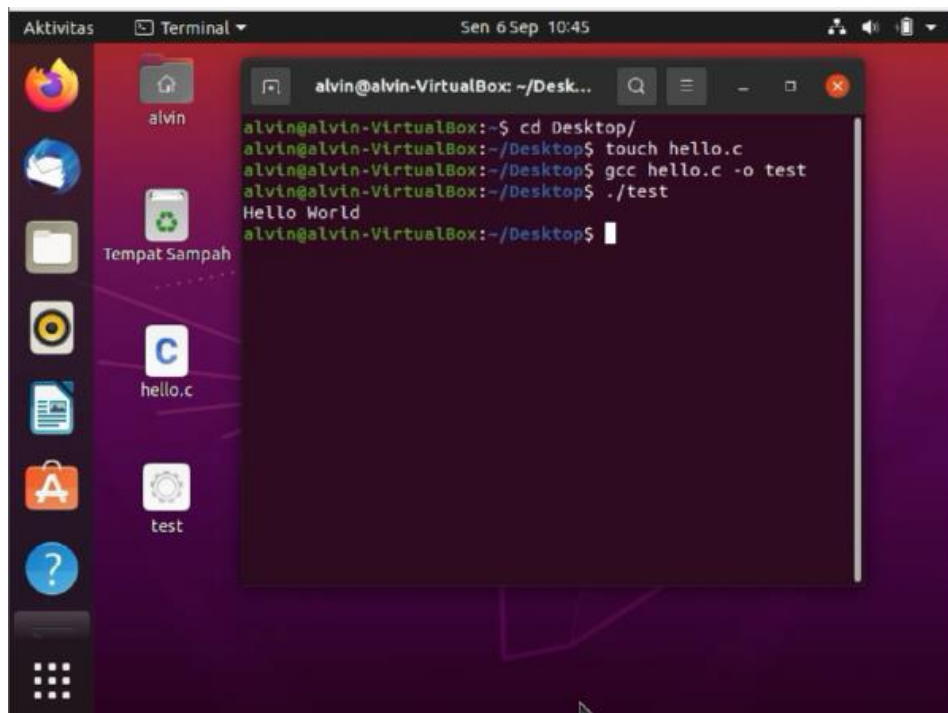 Aktivitas
Terminal
Sen 6 Sep 10:45
alvin
Tempat Sampah
C
hello.c
test
alvin@alvin-VirtualBox: ~/Desk...
alvin@alvin-VirtualBox:~$ cd Desktop/
alvin@alvin-VirtualBox:~/Desktop$ touch hello.c
alvin@alvin-VirtualBox:~/Desktop$ gcc hello.c -o test
alvin@alvin-VirtualBox:~/Desktop$ ./test
Hello World
alvin@alvin-VirtualBox:~/Desktop$